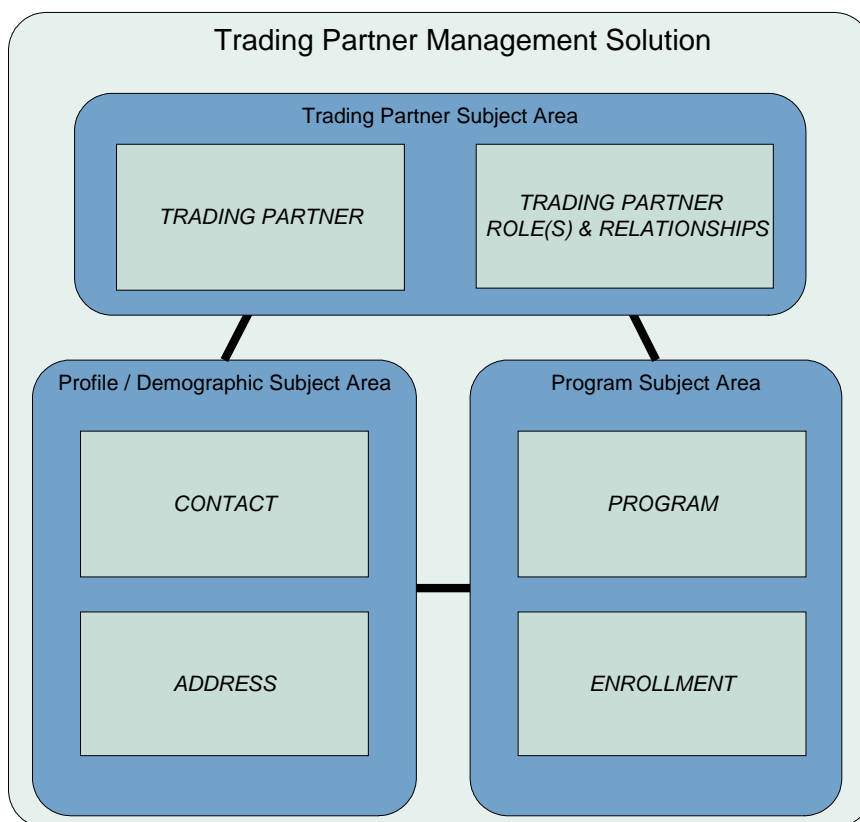 Trading Partner Management Solution
Trading Partner Subject Area
TRADING PARTNER
TRADING PARTNER
ROLE(S) & RELATIONSHIPS
Profile / Demographic Subject Area
CONTACT
ADDRESS
Program Subject Area
PROGRAM
ENROLLMENT